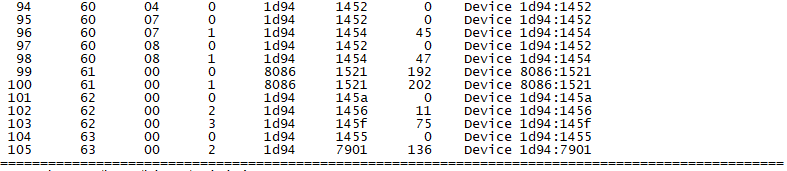 94 60 04 0 1d94 1452 0 Device 1d94:1452
95 60 07 0 1d94 1452 0 Device 1d94:1452
96 60 07 1 1d94 1454 45 Device 1d94:1454
97 60 08 0 1d94 1452 0 Device 1d94:1452
98 60 08 1 1d94 1454 47 Device 1d94:1454
99 61 00 0 8086 1521 192 Device 8086:1521
100 61 00 1 8086 1521 202 Device 8086:1521
101 62 00 0 1d94 145a 0 Device 1d94:145a
102 62 00 2 1d94 1456 11 Device 1d94:1456
103 62 00 3 1d94 145f 75 Device 1d94:145f
104 63 00 0 1d94 1455 0 Device 1d94:1455
105 63 00 2 1d94 7901 136 Device 1d94:7901
==================================================================================================